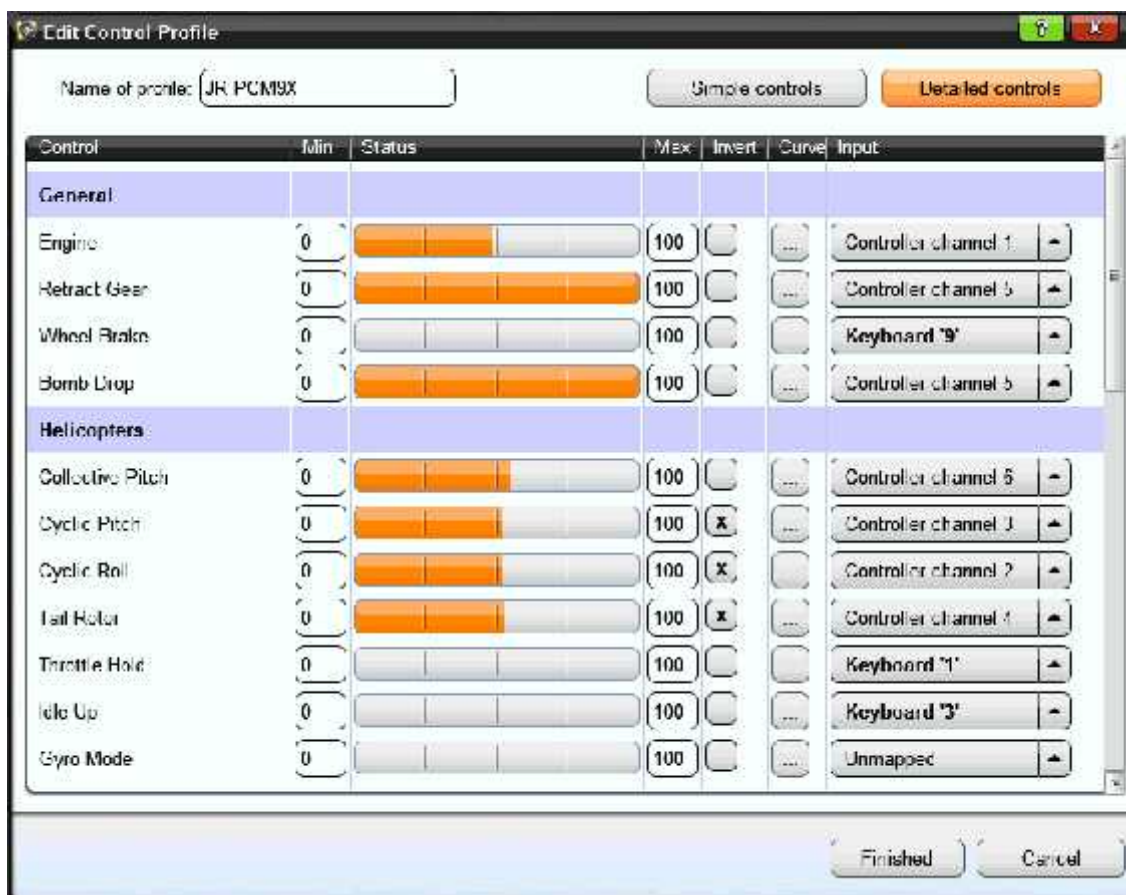 Edit Control Profile
? X
Name of profile: JR PCM9X Simple controls Detailed controls
Control Min Status Max Invert Curve Input
General
Engine 0 100 ... Controller channel 1
Retract Gear 0 100 ... Controller channel 5
Wheel Brake 0 100 Keyboard '9'
Bomb Drop 0 100 ... Controller channel 5
Helicopters
Collective Pitch 0 100 ... Controller channel 6
Cyclic Pitch 0 100 x ... Controller channel 3
Cyclic Roll 0 100 x Controller channel 2
Tail Rotor 0 100 x ... Controller channel 4
Throttle Hold 0 100 Keyboard '1'
Idle Up 0 100 ... Keyboard '3'
Gyro Mode 0 100 ... Unmapped
Finished Cancel